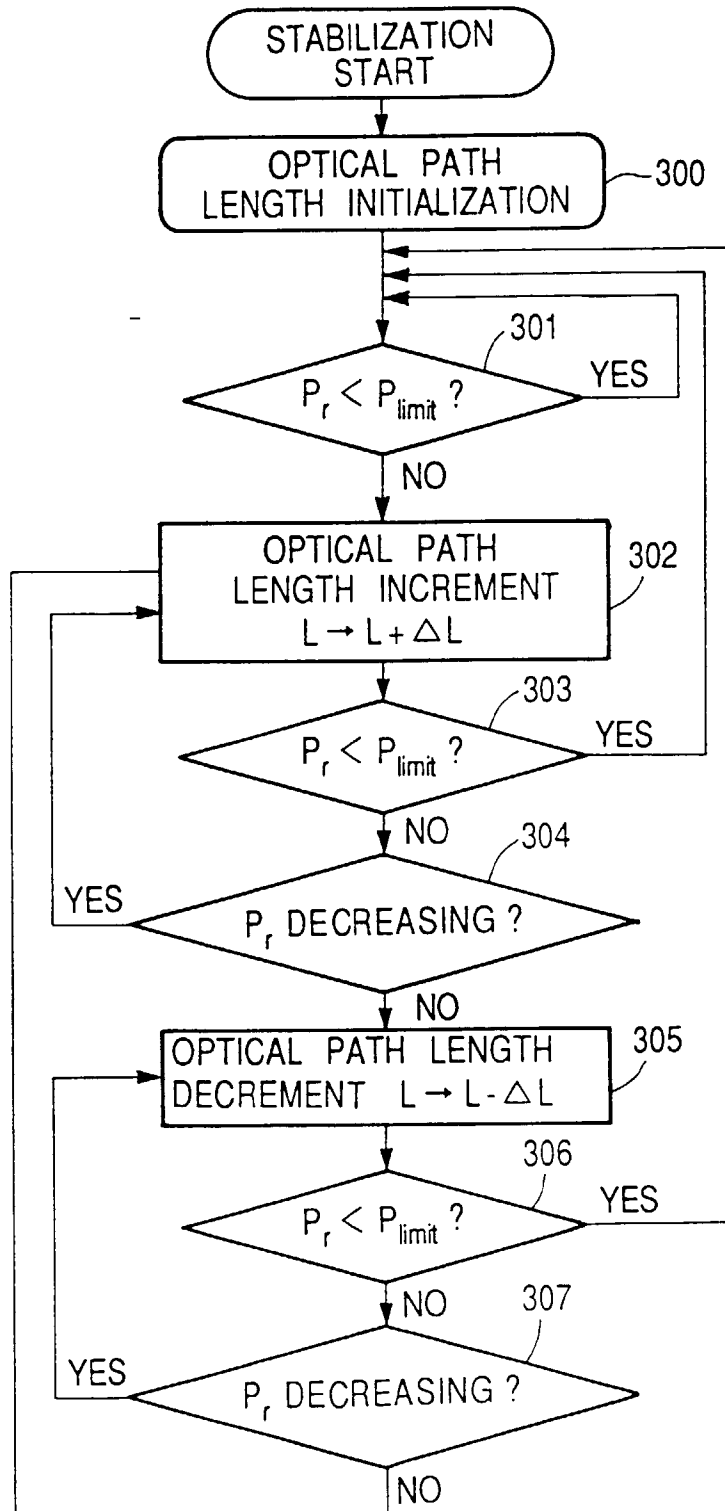 STABILIZATION
START
OPTICAL PATH
LENGTH INITIALIZATION
300
301
YES
Pr < Plimit ?
NO
OPTICAL PATH
LENGTH INCREMENT
L → L + △L
302
303
YES
Pr < Plimit ?
NO
304
YES
Pr DECREASING ?
NO
OPTICAL PATH LENGTH
DECREMENT L → L - △L
305
306
YES
Pr < Plimit ?
NO
307
YES
Pr DECREASING ?
NO